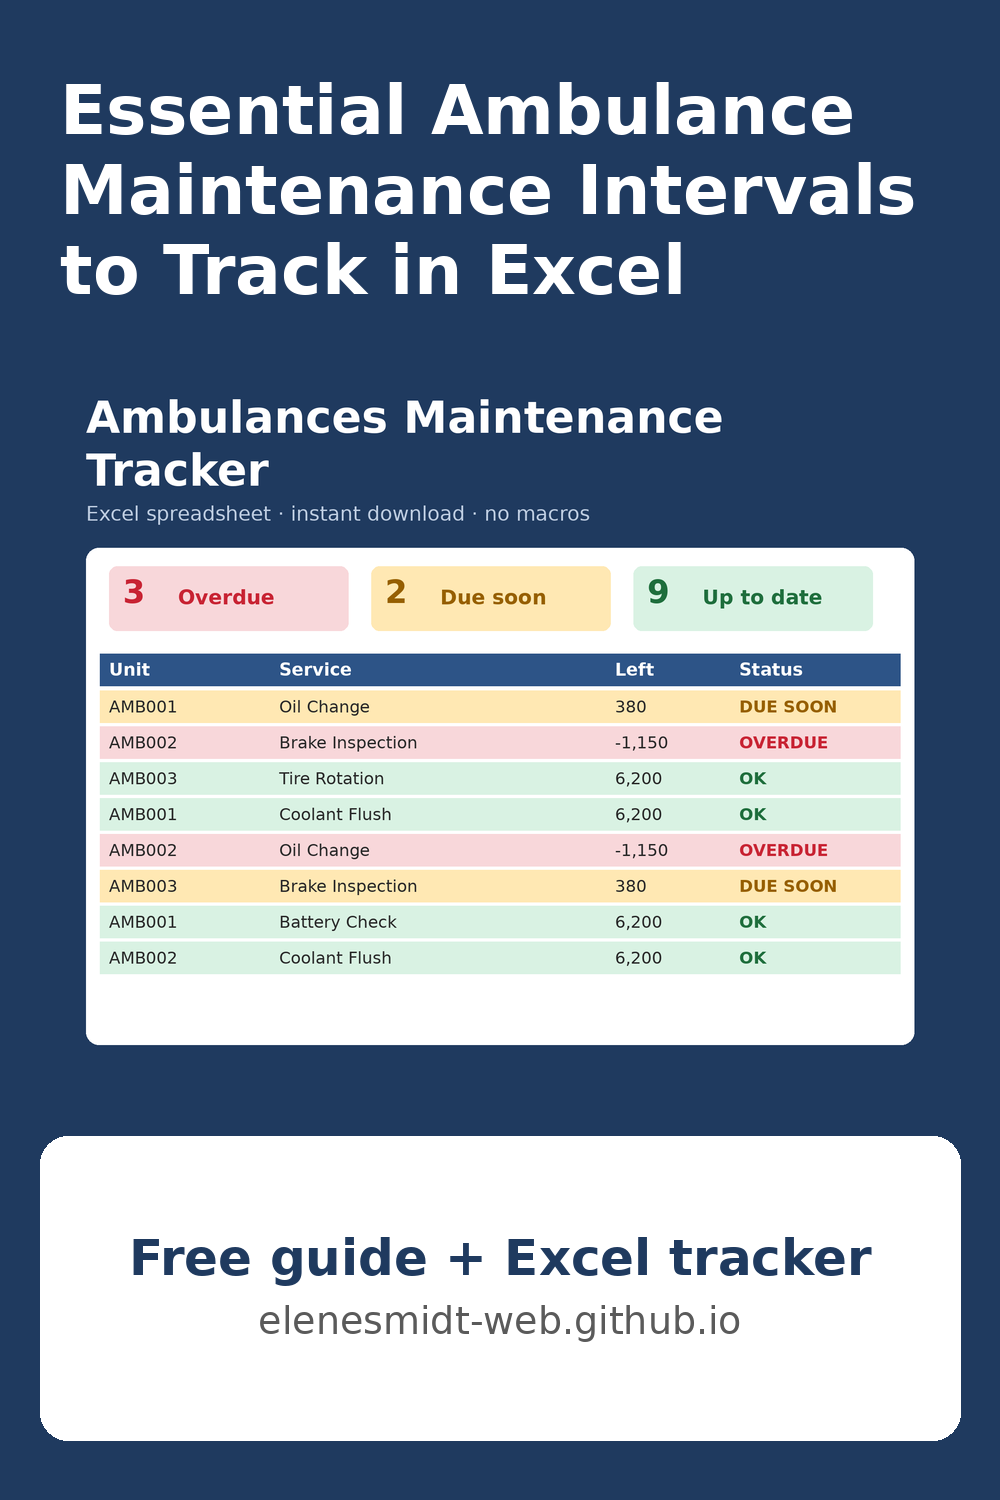 Essential Ambulance
Maintenance Intervals
to Track in Excel
Ambulances Maintenance
Tracker
Excel spreadsheet · instant download · no macros
3 Overdue 2 Due soon 9 Up to date
Unit Service Left Status
AMB001 Oil Change 380 DUE SOON
AMB002 Brake Inspection -1,150 OVERDUE
AMB003 Tire Rotation 6,200 OK
AMB001 Coolant Flush 6,200 OK
AMB002 Oil Change -1,150 OVERDUE
AMB003 Brake Inspection 380 DUE SOON
AMB001 Battery Check 6,200 OK
AMB002 Coolant Flush 6,200 OK
Free guide + Excel tracker
elenesmidt-web.github.io